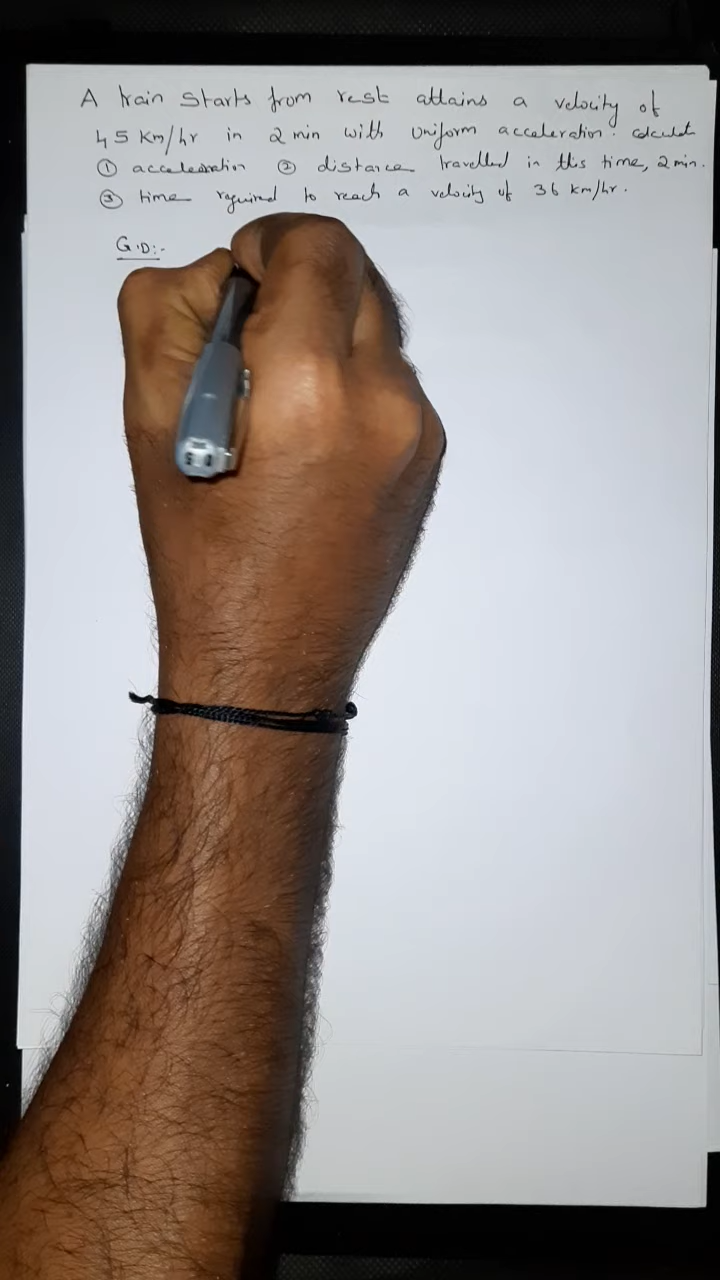 A train starts from rest attains a velocity of
45 Km/hr in 2 min with uniform acceleration. calculat
① acceleration ② distance travelled in this time, 2 min.
③ time required to reach a velocity of 36 km/hr.
G.D:-